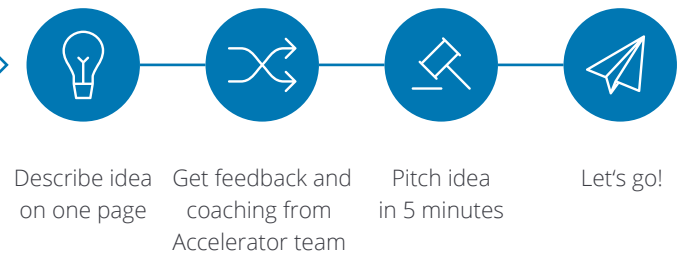 Describe idea
on one page
Get feedback and
coaching from
Accelerator team
Pitch idea
in 5 minutes
Let's go!